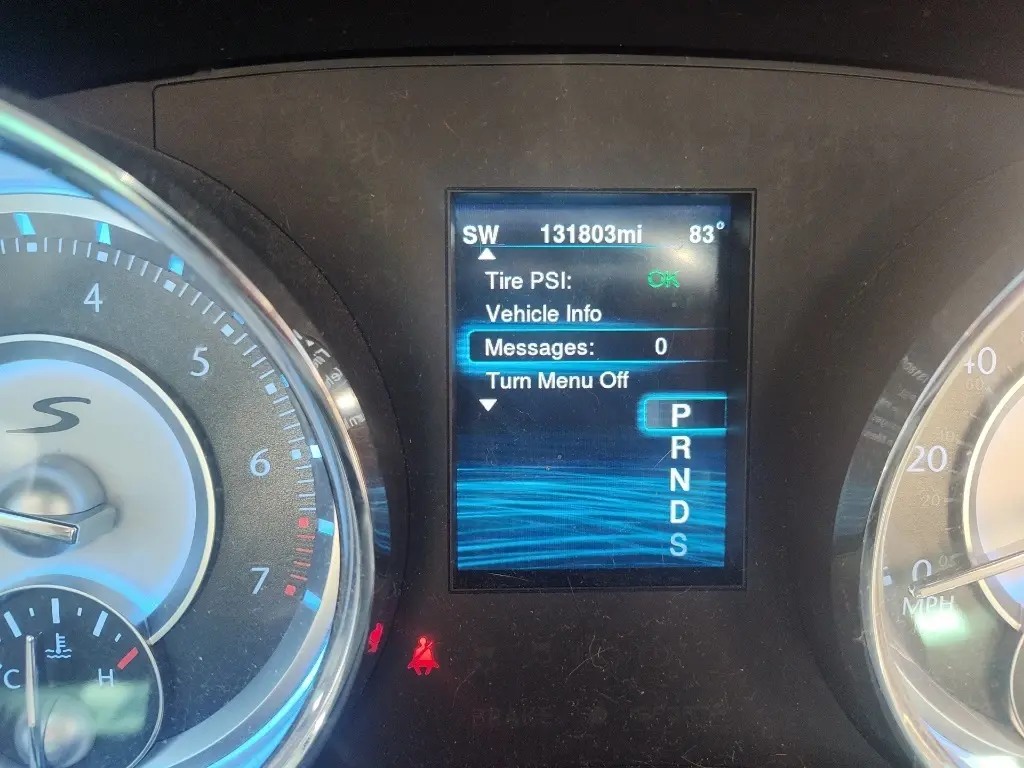 SW 131803mi 83°
Tire PSI: OK
Vehicle Info
Messages: 0
Turn Menu Off
P
R
N
D
S
4
5
6
7
S
C H
40
20
0
MPH